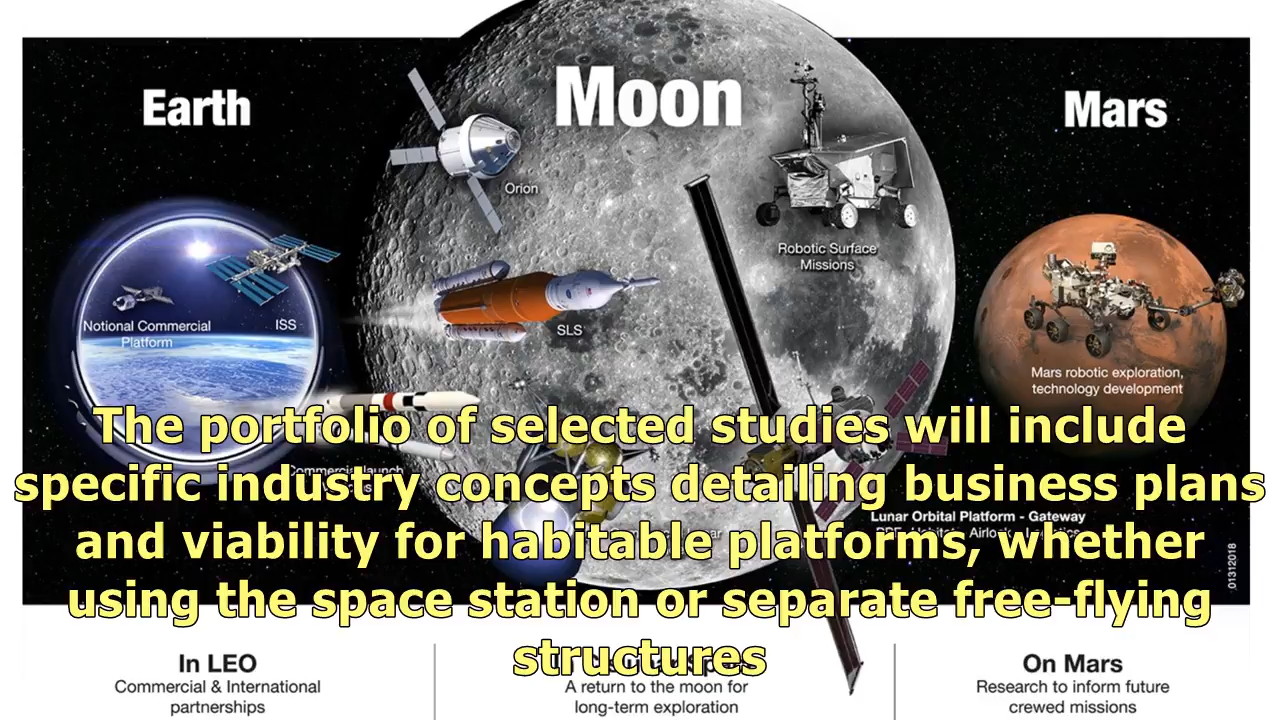 Earth
Moon
Mars
Orion
Robotic Surface
Missions
Notional Commercial
Platform
ISS
SLS
Mars robotic exploration,
technology development
The portfolio of selected studies will include
specific industry concepts detailing business plans
and viability for habitable platforms, whether
using the space station or separate free-flying
structures
Commercial launch
Lunar Orbital Platform - Gateway
01312018
In LEO
Commercial & International
partnerships
A return to the moon for
long-term exploration
On Mars
Research to inform future
crewed missions